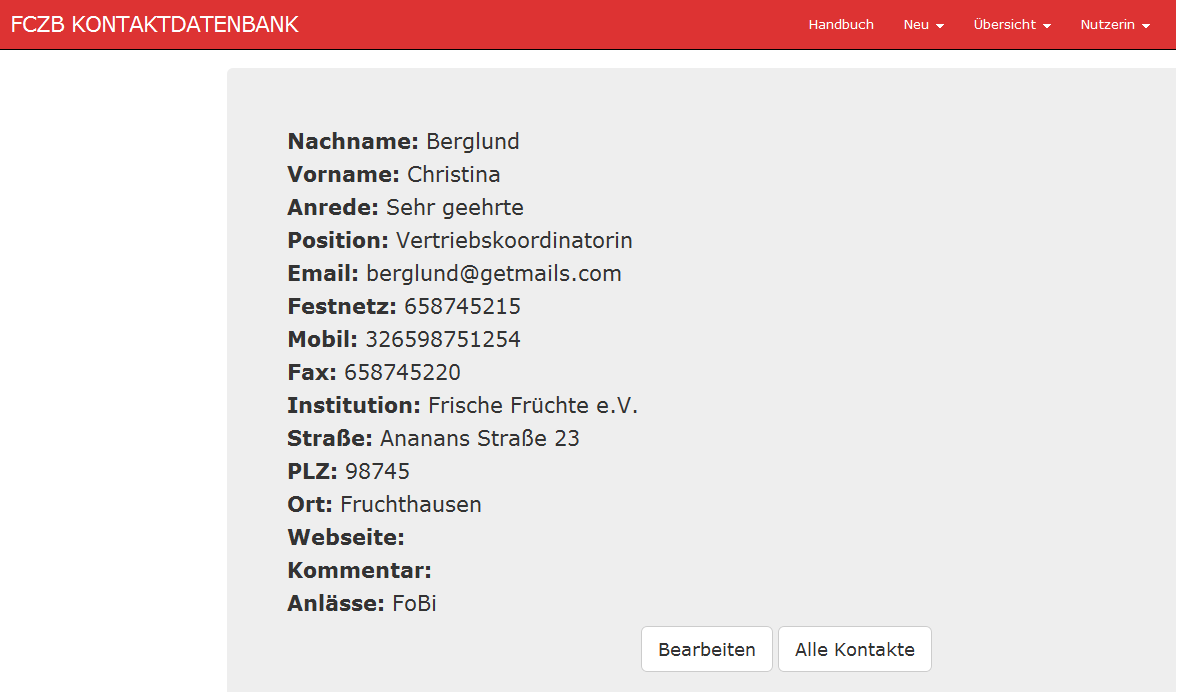 FCZB KONTAKTDATENBANK
Handbuch Neu Übersicht Nutzerin
Nachname: Berglund
Vorname: Christina
Anrede: Sehr geehrte
Position: Vertriebskoordinatorin
Email: berglund@getmails.com
Festnetz: 658745215
Mobil: 326598751254
Fax: 658745220
Institution: Frische Früchte e.V.
Straße: Ananans Straße 23
PLZ: 98745
Ort: Fruchthausen
Webseite:
Kommentar:
Anlässe: FoBi
Bearbeiten Alle Kontakte